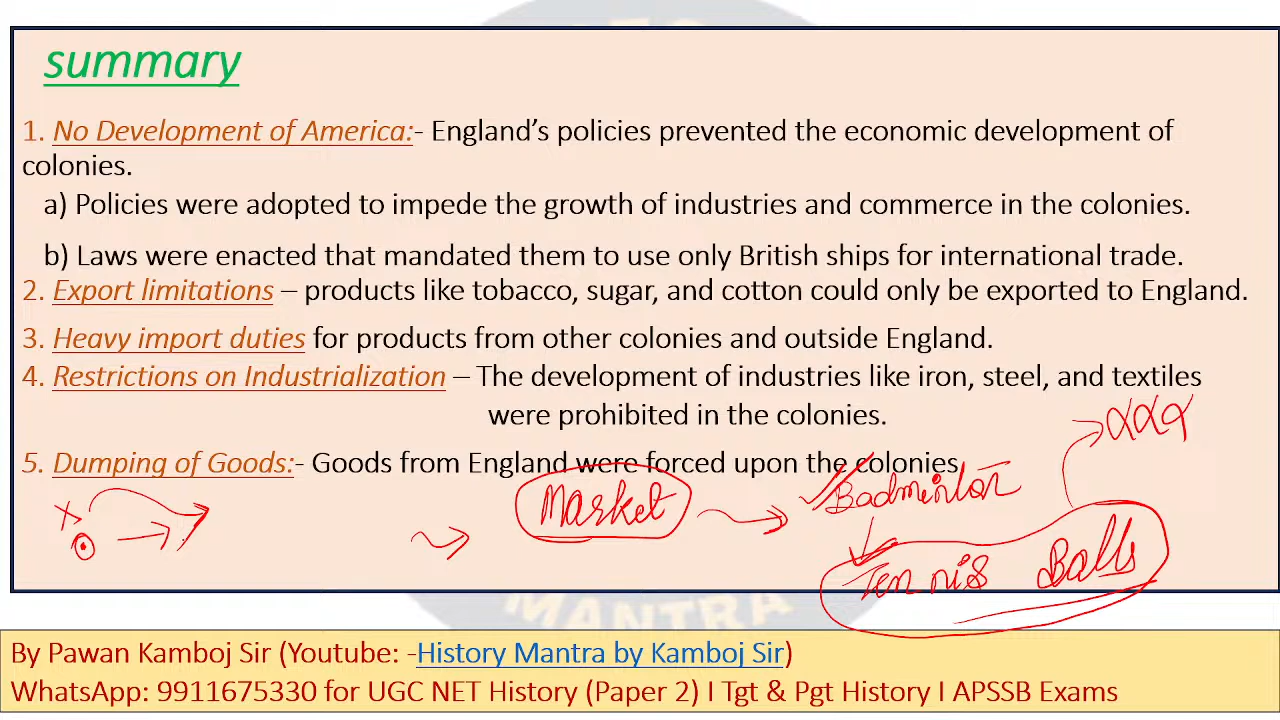 summary
1. No Development of America:- England’s policies prevented the economic development of
colonies.
a) Policies were adopted to impede the growth of industries and commerce in the colonies.
b) Laws were enacted that mandated them to use only British ships for international trade.
2. Export limitations – products like tobacco, sugar, and cotton could only be exported to England.
3. Heavy import duties for products from other colonies and outside England.
4. Restrictions on Industrialization – The development of industries like iron, steel, and textiles
were prohibited in the colonies.
5. Dumping of Goods:- Goods from England were forced upon the colonies
Market
Badminton
Tennis Balls
MANTRA
By Pawan Kamboj Sir (Youtube: -History Mantra by Kamboj Sir)
WhatsApp: 9911675330 for UGC NET History (Paper 2) I Tgt & Pgt History I APSSB Exams